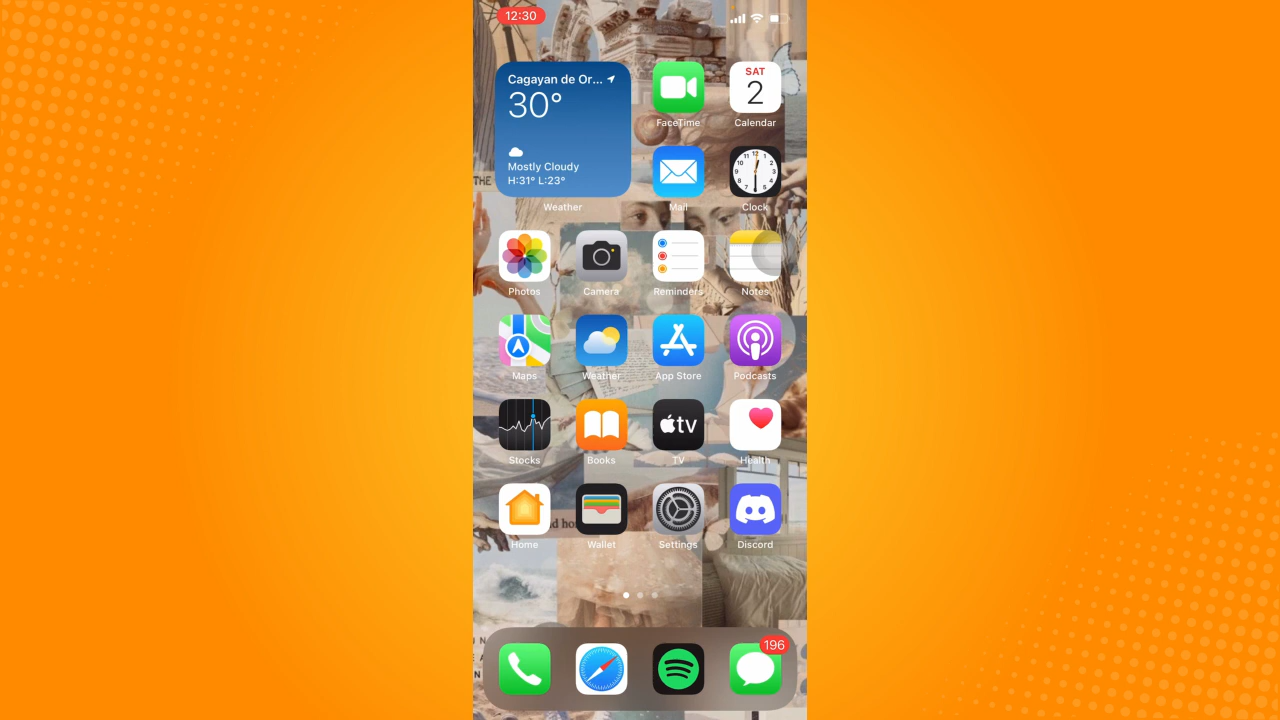 12:30
Cagayan de Or...
30°
Mostly Cloudy
H:31° L:23°
Weather
FaceTime
SAT
2
Calendar
Mail
Clock
THE
Photos
Camera
Reminders
Notes
Maps
Weather
App Store
Podcasts
tv
Stocks
Books
TV
Health
Home
Wallet
Settings
Discord
196